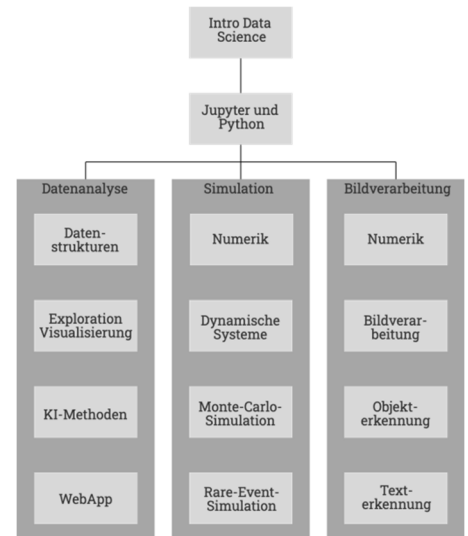 Intro Data
Science
Jupyter und
Python
Datenanalyse
Daten-
strukturen
Exploration
Visualisierung
KI-Methoden
WebApp
Simulation
Numerik
Dynamische
Systeme
Monte-Carlo-
Simulation
Rare-Event-
Simulation
Bildverarbeitung
Numerik
Bildverar-
beitung
Objekt-
erkennung
Text-
erkennung